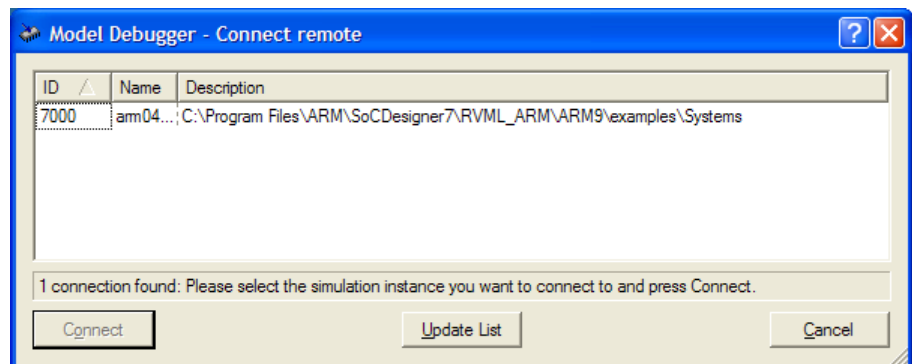 Model Debugger - Connect remote
ID Name Description
7000 arm04... C:\Program Files\ARM\SoCDesigner7\RVML_ARM\ARM9\examples\Systems
1 connection found: Please select the simulation instance you want to connect to and press Connect.
Connect Update List Cancel